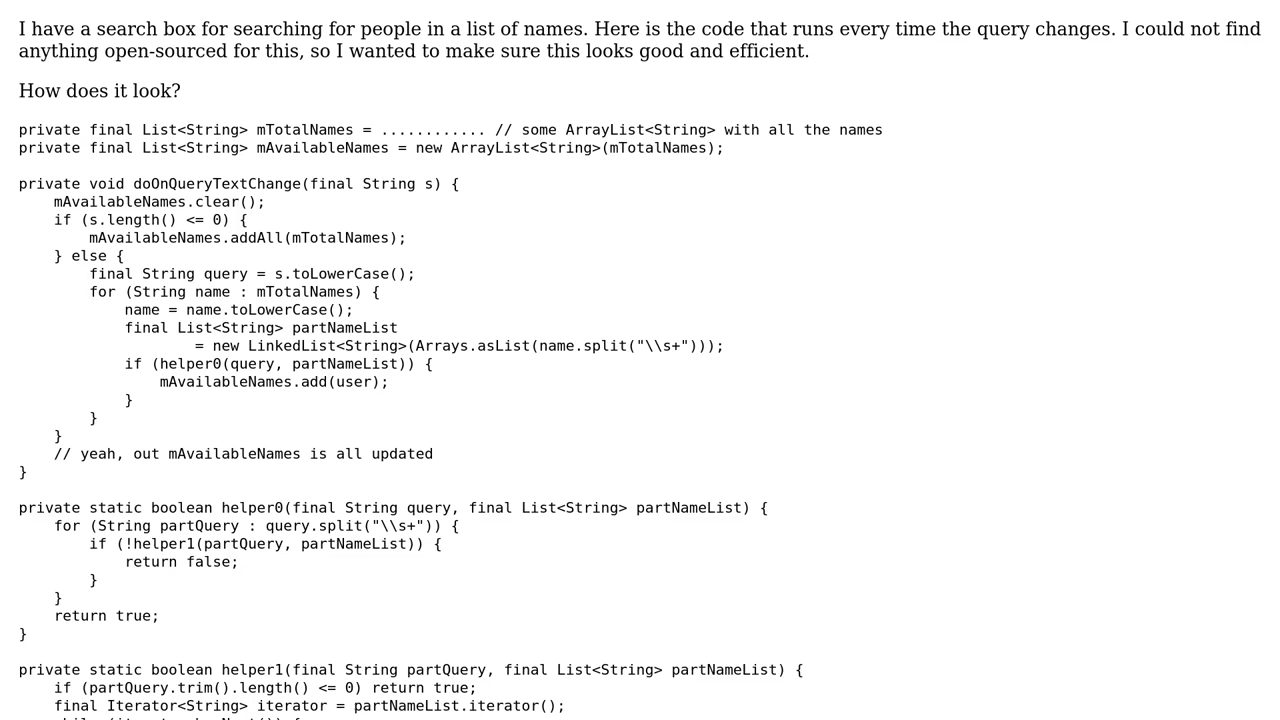 I have a search box for searching for people in a list of names. Here is the code that runs every time the query changes. I could not find
anything open-sourced for this, so I wanted to make sure this looks good and efficient.
How does it look?
private final List<String> mTotalNames = ............ // some ArrayList<String> with all the names
private final List<String> mAvailableNames = new ArrayList<String>(mTotalNames);
private void doOnQueryTextChange(final String s) {
    mAvailableNames.clear();
    if (s.length() <= 0) {
        mAvailableNames.addAll(mTotalNames);
    } else {
        final String query = s.toLowerCase();
        for (String name : mTotalNames) {
            name = name.toLowerCase();
            final List<String> partNameList
                    = new LinkedList<String>(Arrays.asList(name.split("\\s+")));
            if (helper0(query, partNameList)) {
                mAvailableNames.add(user);
            }
        }
    }
    // yeah, out mAvailableNames is all updated
}
private static boolean helper0(final String query, final List<String> partNameList) {
    for (String partQuery : query.split("\\s+")) {
        if (!helper1(partQuery, partNameList)) {
            return false;
        }
    }
    return true;
}
private static boolean helper1(final String partQuery, final List<String> partNameList) {
    if (partQuery.trim().length() <= 0) return true;
    final Iterator<String> iterator = partNameList.iterator();